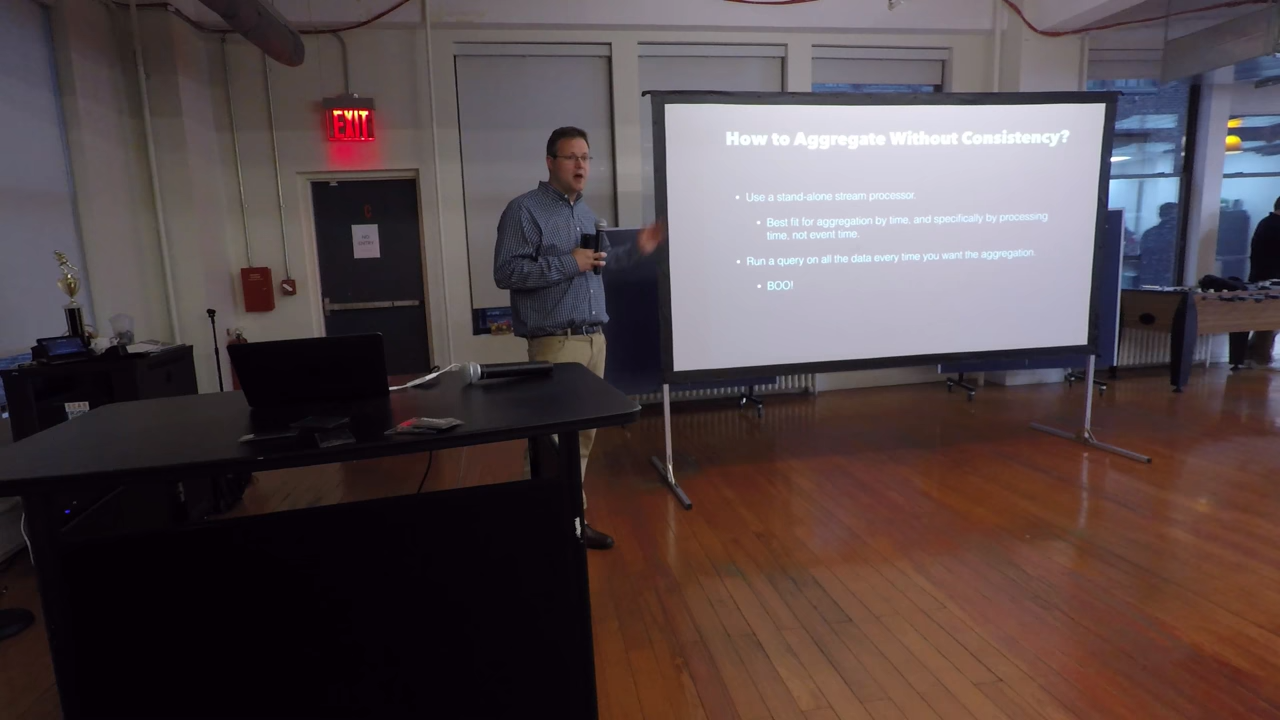 EXIT
How to Aggregate Without Consistency?
• Use a stand-alone stream processor.
• Best fit for aggregation by time, and specifically by processing
time, not event time.
• Run a query on all the data every time you want the aggregation.
• BOO!